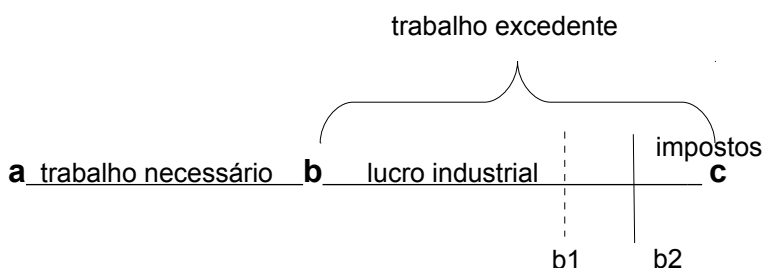 trabalho excedente
impostos
a trabalho necessário b lucro industrial c
b1 b2